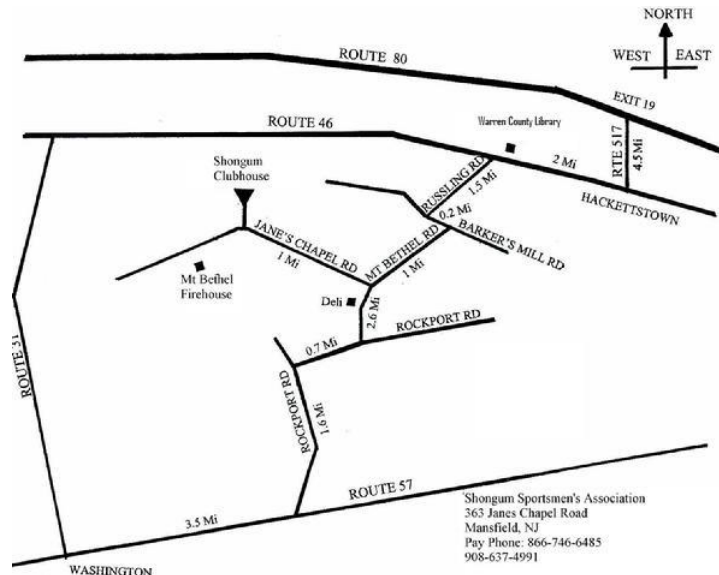 NORTH
WEST EAST
ROUTE 80
EXIT 19
ROUTE 46
Warren County Library
RTE 517
4.5Mi
2 Mi
HACKETTSTOWN
Shongum
Clubhouse
RUSSLING RD
1.5 Mi
0.2 Mi
BARKER'S MILL RD
JANE'S CHAPEL RD
1 Mi
MT BETHEL RD
1 Mi
Mt Bethel
Firehouse
Deli
2.6 Mi
ROCKPORT RD
0.7 Mi
ROCKPORT RD
1.6 Mi
ROUTE 31
ROUTE 57
3.5 Mi
WASHINGTON
Shongum Sportsmen's Association
363 Janes Chapel Road
Mansfield, NJ
Pay Phone: 866-746-6485
908-637-4991